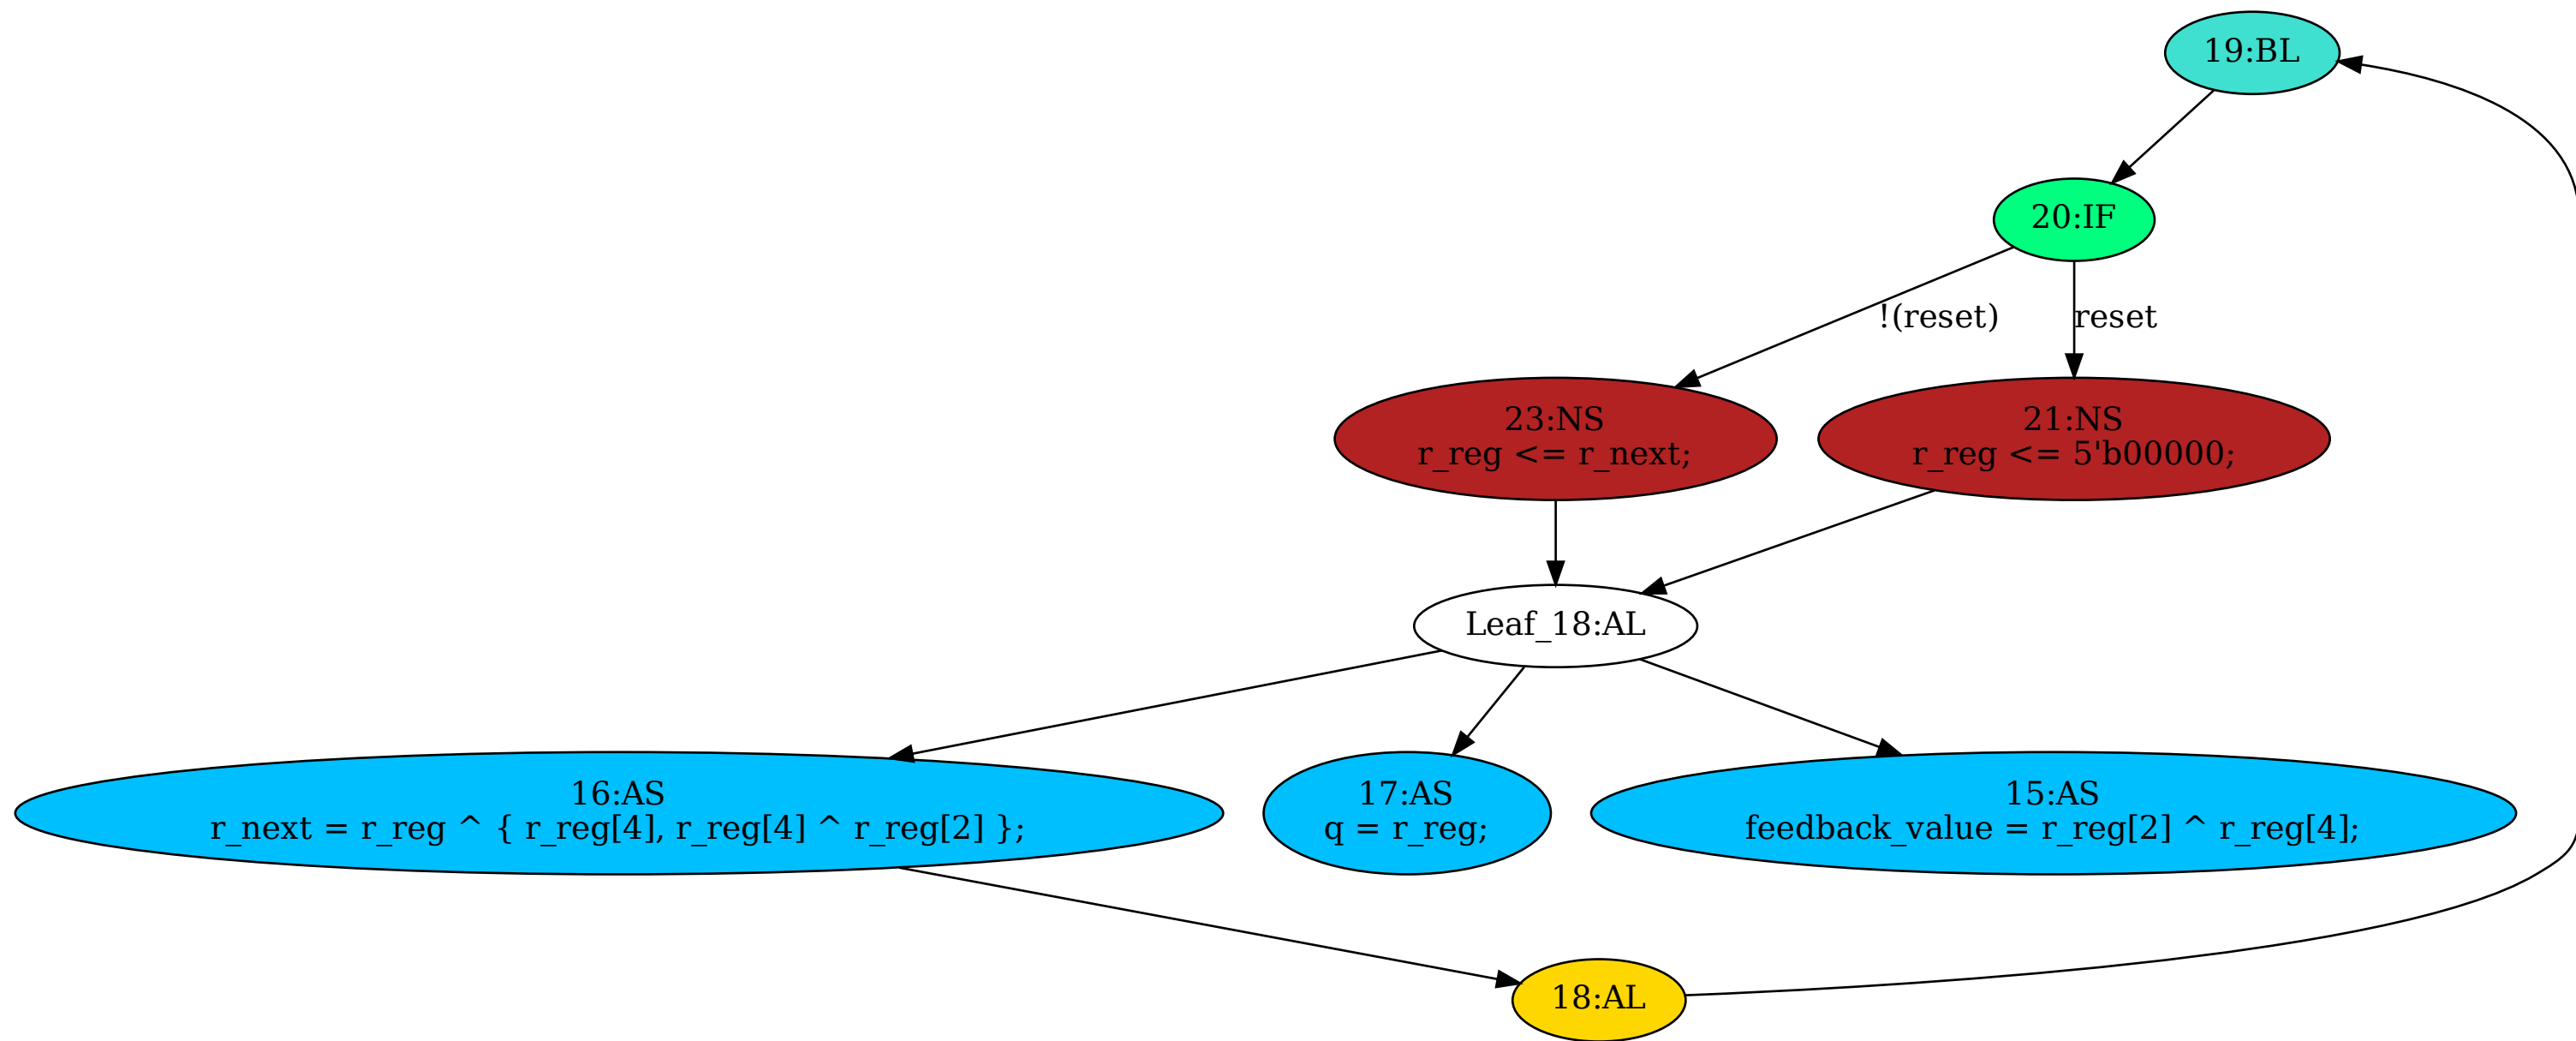 19:BL
20:IF
!(reset)
reset
23:NS
r_reg <= r_next;
21:NS
r_reg <= 5'b00000;
Leaf_18:AL
16:AS
r_next = r_reg ^ { r_reg[4], r_reg[4] ^ r_reg[2] };
17:AS
q = r_reg;
15:AS
feedback_value = r_reg[2] ^ r_reg[4];
18:AL